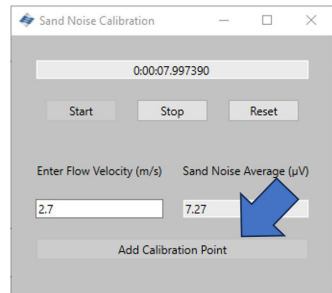 Sand Noise Calibration
0:00:07.997390
Start Stop Reset
Enter Flow Velocity (m/s) Sand Noise Average (µV)
2.7 7.27
Add Calibration Point